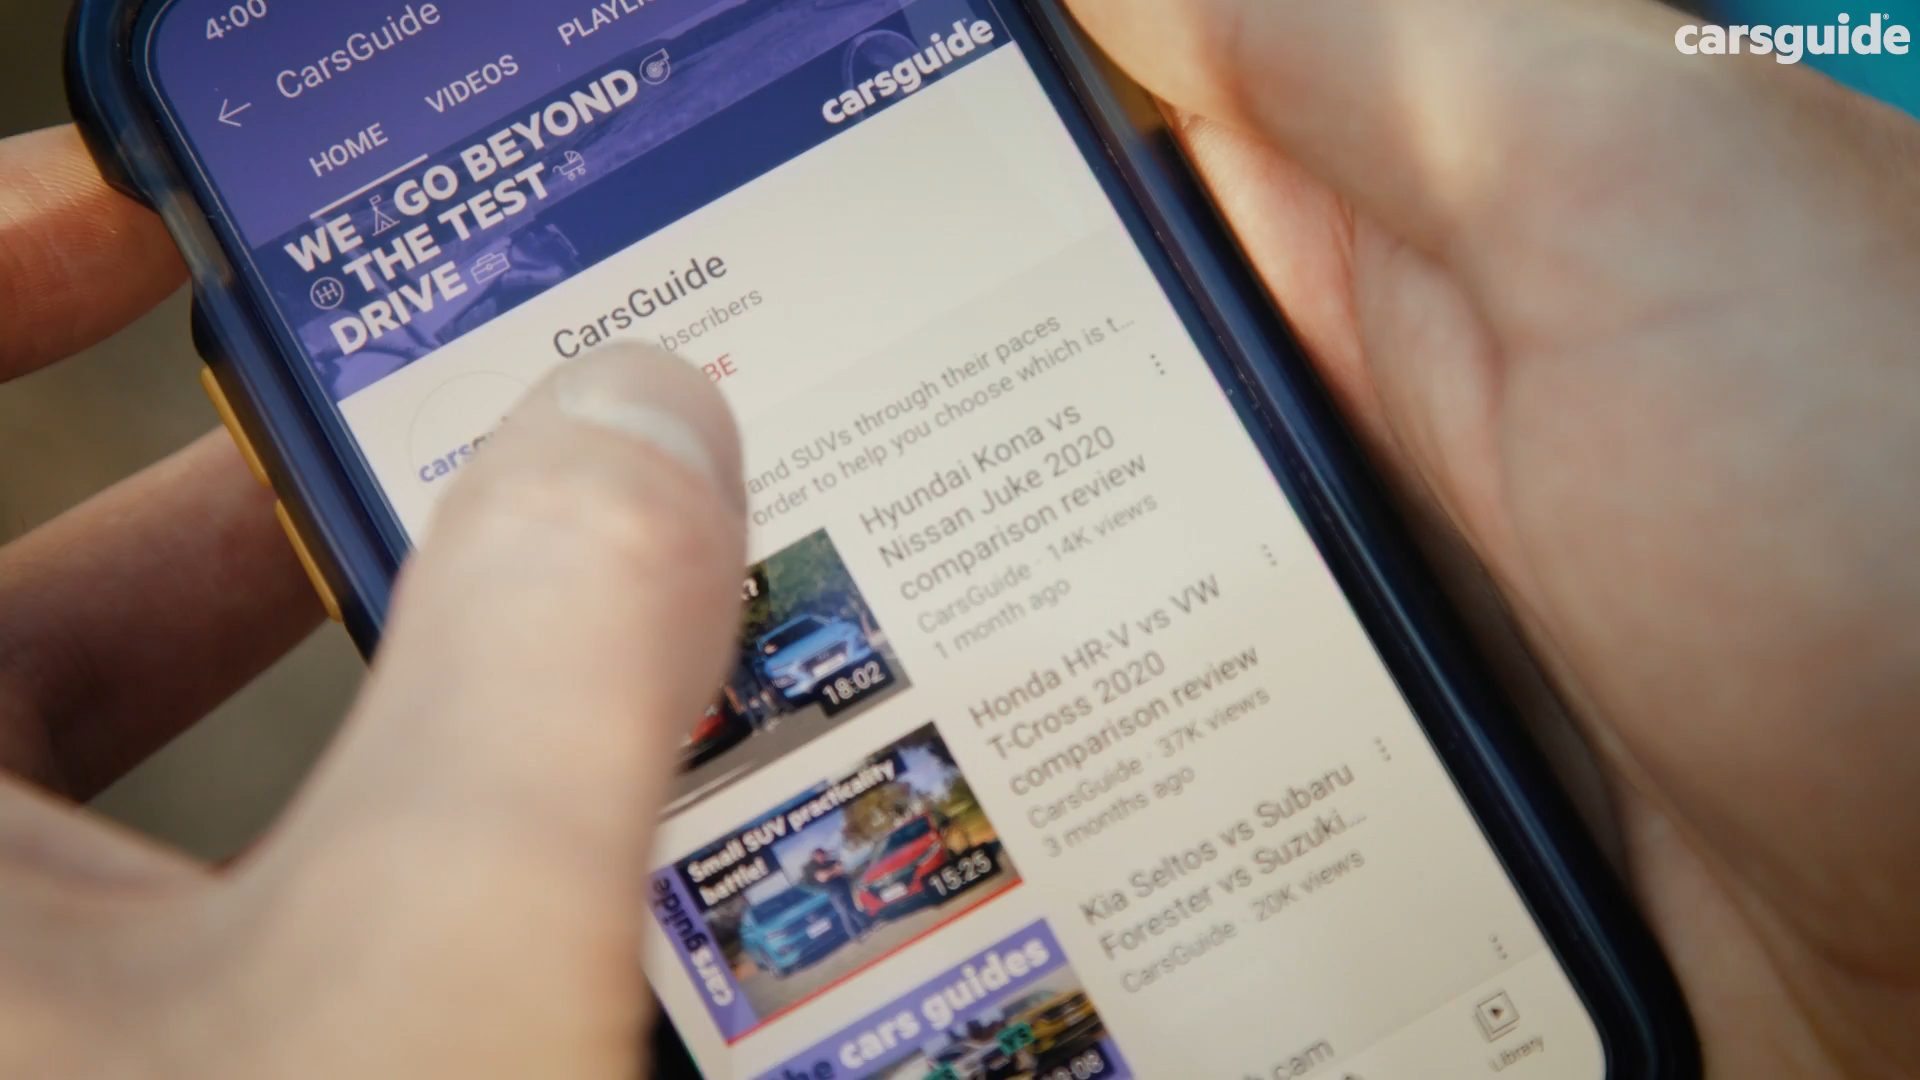 carsguide
4:00
CarsGuide
HOME
VIDEOS
WE GO BEYOND
THE TEST
DRIVE
carsguide
CarsGuide
and SUVs through their paces
order to help you choose which is t...
Hyundai Kona vs
Nissan Juke 2020
comparison review
CarsGuide · 14K views
1 month ago
18:02
Honda HR-V vs VW
T-Cross 2020
comparison review
CarsGuide · 37K views
3 months ago
Small SUV practicality
battle!
carsguide
15:25
Kia Seltos vs Subaru
Forester vs Suzuki...
CarsGuide · 20K views
cars guides
vs
cam
Library